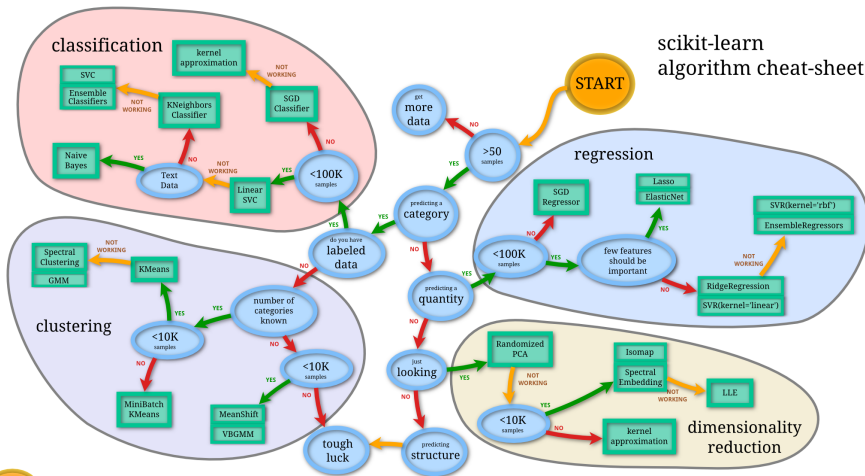 scikit-learn
algorithm cheat-sheet
START
>50
samples
NO
YES
get
more
data
predicting a
category
YES
NO
do you have
labeled
data
YES
NO
predicting a
quantity
YES
NO
just
looking
YES
NO
predicting
structure
tough
luck
classification
kernel
approximation
NOT
WORKING
SVC
Ensemble
Classifiers
NOT
WORKING
KNeighbors
Classifier
SGD
Classifier
NO
Naive
Bayes
YES
Text
Data
NO
NOT
WORKING
Linear
SVC
YES
<100K
samples
regression
<100K
samples
NO
YES
SGD
Regressor
Lasso
ElasticNet
YES
few features
should be
important
NO
SVR(kernel='rbf')
EnsembleRegressors
NOT
WORKING
RidgeRegression
SVR(kernel='linear')
clustering
Spectral
Clustering
GMM
NOT
WORKING
KMeans
YES
<10K
samples
NO
MiniBatch
KMeans
YES
number of
categories
known
NO
<10K
samples
YES
NO
MeanShift
VBGMM
dimensionality
reduction
Randomized
PCA
NOT
WORKING
<10K
samples
YES
NO
Isomap
Spectral
Embedding
NOT
WORKING
LLE
kernel
approximation